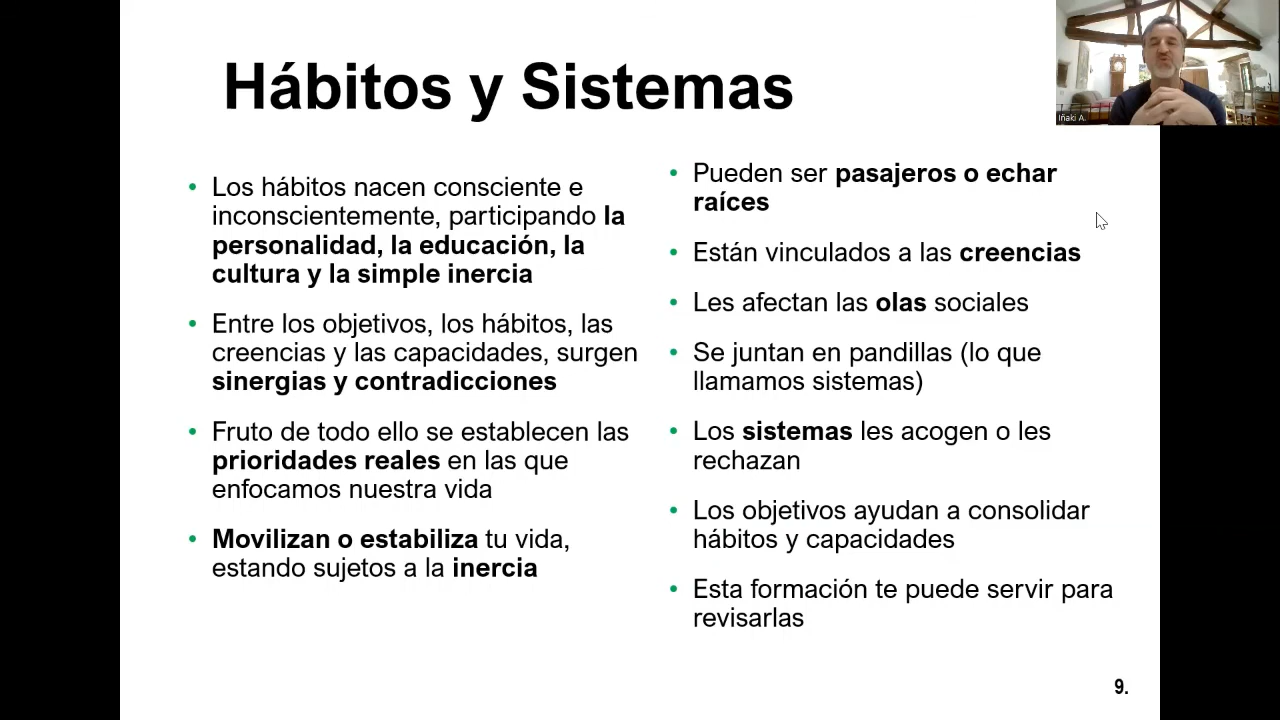 Hábitos y Sistemas
• Los hábitos nacen consciente e
inconscientemente, participando la
personalidad, la educación, la
cultura y la simple inercia
• Entre los objetivos, los hábitos, las
creencias y las capacidades, surgen
sinergias y contradicciones
• Fruto de todo ello se establecen las
prioridades reales en las que
enfocamos nuestra vida
• Movilizan o estabiliza tu vida,
estando sujetos a la inercia
• Pueden ser pasajeros o echar
raíces
• Están vinculados a las creencias
• Les afectan las olas sociales
• Se juntan en pandillas (lo que
llamamos sistemas)
• Los sistemas les acogen o les
rechazan
• Los objetivos ayudan a consolidar
hábitos y capacidades
• Esta formación te puede servir para
revisarlas
9.
Iñaki A.